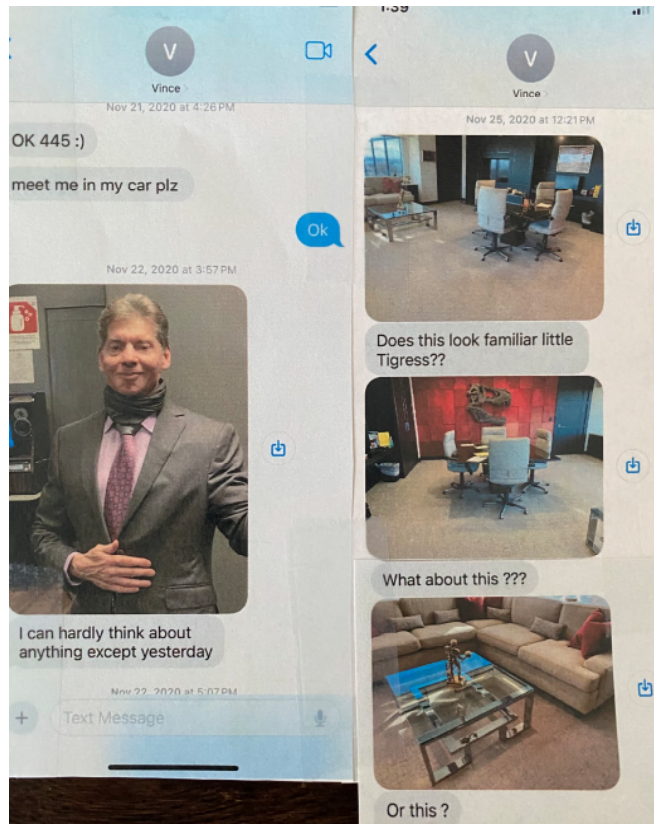 V
Vince
Nov 21, 2020 at 4:26 PM
OK 445 :)
meet me in my car plz
Ok
Nov 22, 2020 at 3:57 PM
I can hardly think about
anything except yesterday
Nov 22, 2020 at 5:07 PM
+ Text Message
1:39
V
Vince
Nov 25, 2020 at 12:21 PM
Does this look familiar little
Tigress??
What about this ???
Or this ?